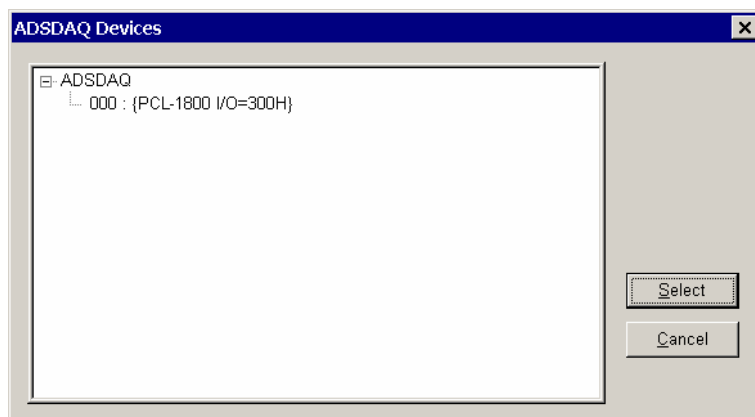 ADSDAQ Devices
ADSDAQ
000 : {PCL-1800 I/O=300H}
Select
Cancel